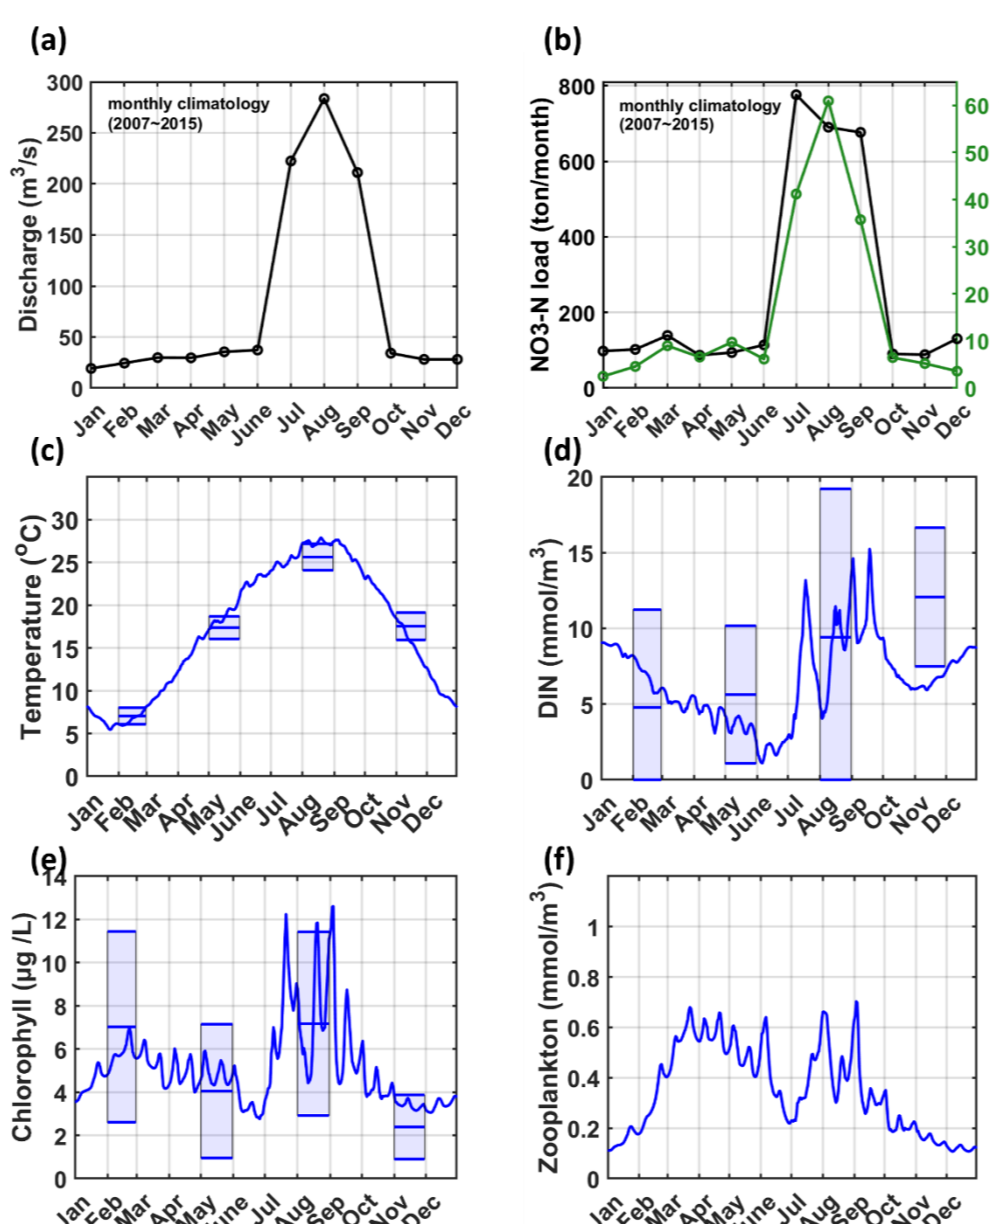 (a)
300
250
200
150
100
50
0
Discharge (m³/s)
monthly climatology
(2007~2015)
Jan Feb Mar Apr May June Jul Aug Sep Oct Nov Dec
(b)
800
600
400
200
0
NO3-N load (ton/month)
monthly climatology
(2007~2015)
60
50
40
30
20
10
0
Jan Feb Mar Apr May June Jul Aug Sep Oct Nov Dec
(c)
30
25
20
15
10
5
0
Temperature (°C)
Jan Feb Mar Apr May June Jul Aug Sep Oct Nov Dec
(d)
20
15
10
5
0
DIN (mmol/m³)
Jan Feb Mar Apr May June Jul Aug Sep Oct Nov Dec
(e)
14
12
10
8
6
4
2
0
Chlorophyll (µg /L)
Jan Feb Mar Apr May June Jul Aug Sep Oct Nov Dec
(f)
1
0.8
0.6
0.4
0.2
0
Zooplankton (mmol/m³)
Jan Feb Mar Apr May June Jul Aug Sep Oct Nov Dec